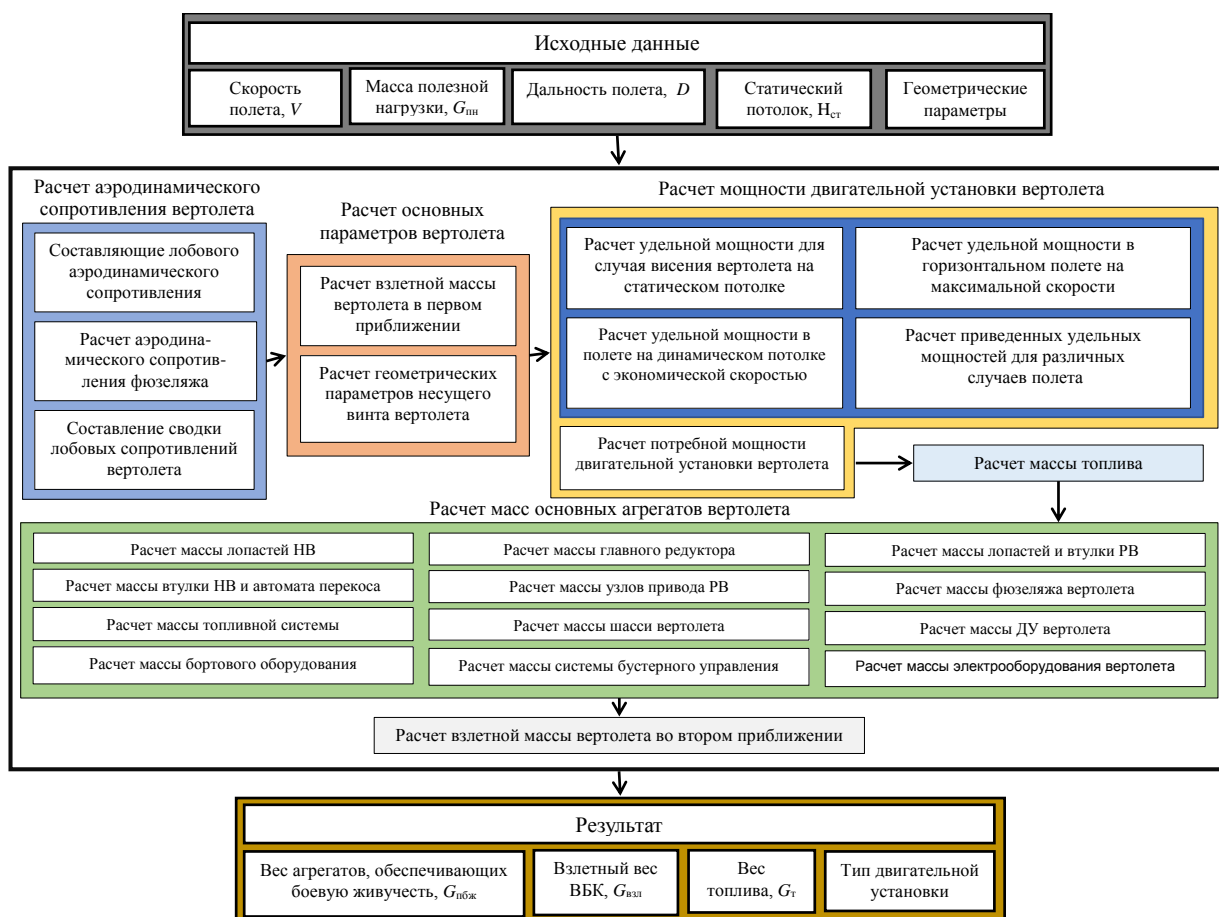 Исходные данные
Скорость
полета, V
Масса полезной
нагрузки, Gпн
Дальность полета, D
Статический
потолок, Hст
Геометрические
параметры
Расчет аэродинамического
сопротивления вертолета
Составляющие лобового
аэродинамического
сопротивления
Расчет аэродина-
мического сопротив-
ления фюзеляжа
Составление сводки
лобовых сопротивлений
вертолета
Расчет основных
параметров вертолета
Расчет взлетной массы
вертолета в первом
приближении
Расчет геометрических
параметров несущего
винта вертолета
Расчет мощности двигательной установки вертолета
Расчет удельной мощности для
случая висения вертолета на
статическом потолке
Расчет удельной мощности в
горизонтальном полете на
максимальной скорости
Расчет удельной мощности в
полете на динамическом потолке
с экономической скоростью
Расчет приведенных удельных
мощностей для различных
случаев полета
Расчет потребной мощности
двигательной установки вертолета
Расчет массы топлива
Расчет масс основных агрегатов вертолета
Расчет массы лопастей НВ
Расчет массы главного редуктора
Расчет массы лопастей и втулки РВ
Расчет массы втулки НВ и автомата перекоса
Расчет массы узлов привода РВ
Расчет массы фюзеляжа вертолета
Расчет массы топливной системы
Расчет массы шасси вертолета
Расчет массы ДУ вертолета
Расчет массы бортового оборудования
Расчет массы системы бустерного управления
Расчет массы электрооборудования вертолета
Расчет взлетной массы вертолета во втором приближении
Результат
Вес агрегатов, обеспечивающих
боевую живучесть, Gпбж
Взлетный вес
ВБК, Gвзл
Вес
топлива, Gт
Тип двигательной
установки